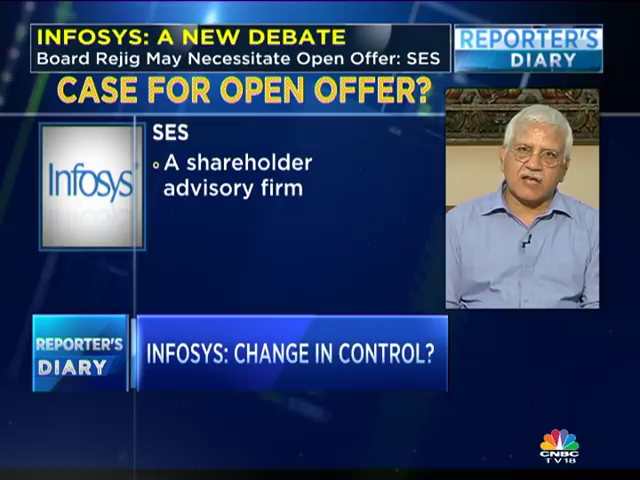 INFOSYS: A NEW DEBATE
Board Rejig May Necessitate Open Offer: SES
REPORTER'S
DIARY
CASE FOR OPEN OFFER?
Infosys
SES
A shareholder
advisory firm
REPORTER'S
DIARY
INFOSYS: CHANGE IN CONTROL?
CNBC
TV18